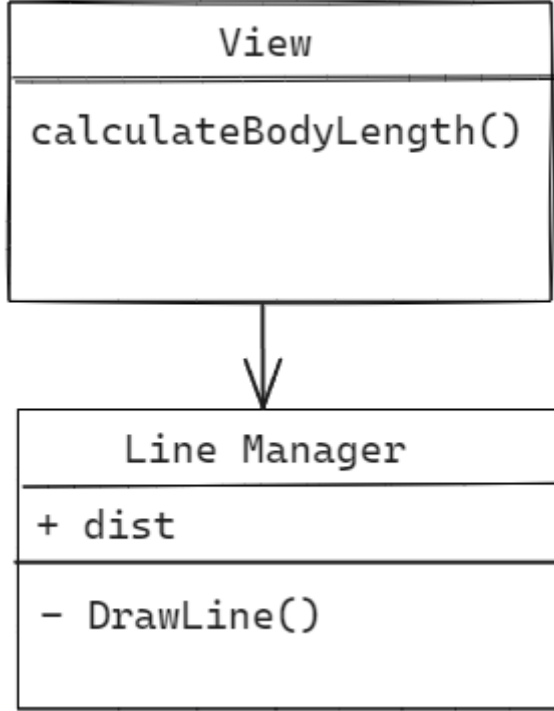 View
calculateBodyLength()
Line Manager
+ dist
- DrawLine()